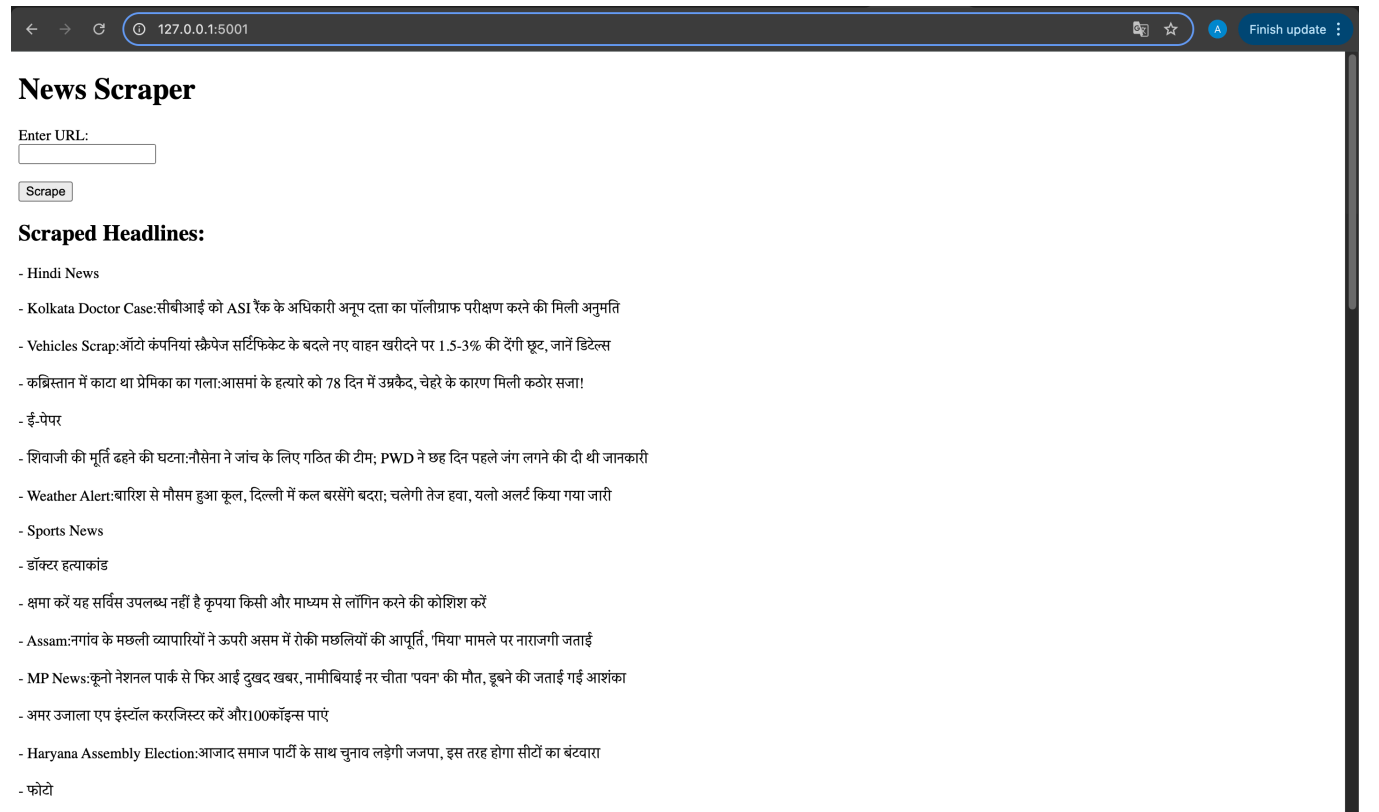 127.0.0.1:5001
A
Finish update
News Scraper
Enter URL:
Scrape
Scraped Headlines:
- Hindi News
- Kolkata Doctor Case:सीबीआई को ASI रैंक के अधिकारी अनूप दत्ता का पॉलीग्राफ परीक्षण करने की मिली अनुमति
- Vehicles Scrap:ऑटो कंपनियां स्क्रैपेज सर्टिफिकेट के बदले नए वाहन खरीदने पर 1.5-3% की देंगी छूट, जानें डिटेल्स
- कब्रिस्तान में काटा था प्रेमिका का गला:आसमां के हत्यारे को 78 दिन में उम्रकैद, चेहरे के कारण मिली कठोर सजा!
- ई-पेपर
- शिवाजी की मूर्ति ढहने की घटना:नौसेना ने जांच के लिए गठित की टीम; PWD ने छह दिन पहले जंग लगने की दी थी जानकारी
- Weather Alert:बारिश से मौसम हुआ कूल, दिल्ली में कल बरसेंगे बदरा; चलेगी तेज हवा, यलो अलर्ट किया गया जारी
- Sports News
- डॉक्टर हत्याकांड
- क्षमा करें यह सर्विस उपलब्ध नहीं है कृपया किसी और माध्यम से लॉगिन करने की कोशिश करें
- Assam:नगांव के मछली व्यापारियों ने ऊपरी असम में रोकी मछलियों की आपूर्ति, 'मिया' मामले पर नाराजगी जताई
- MP News:कूनो नेशनल पार्क से फिर आई दुखद खबर, नामीबियाई नर चीता 'पवन' की मौत, डूबने की जताई गई आशंका
- अमर उजाला एप इंस्टॉल कररजिस्टर करें और100कॉइन्स पाएं
- Haryana Assembly Election:आजाद समाज पार्टी के साथ चुनाव लड़ेगी जजपा, इस तरह होगा सीटों का बंटवारा
- फोटो